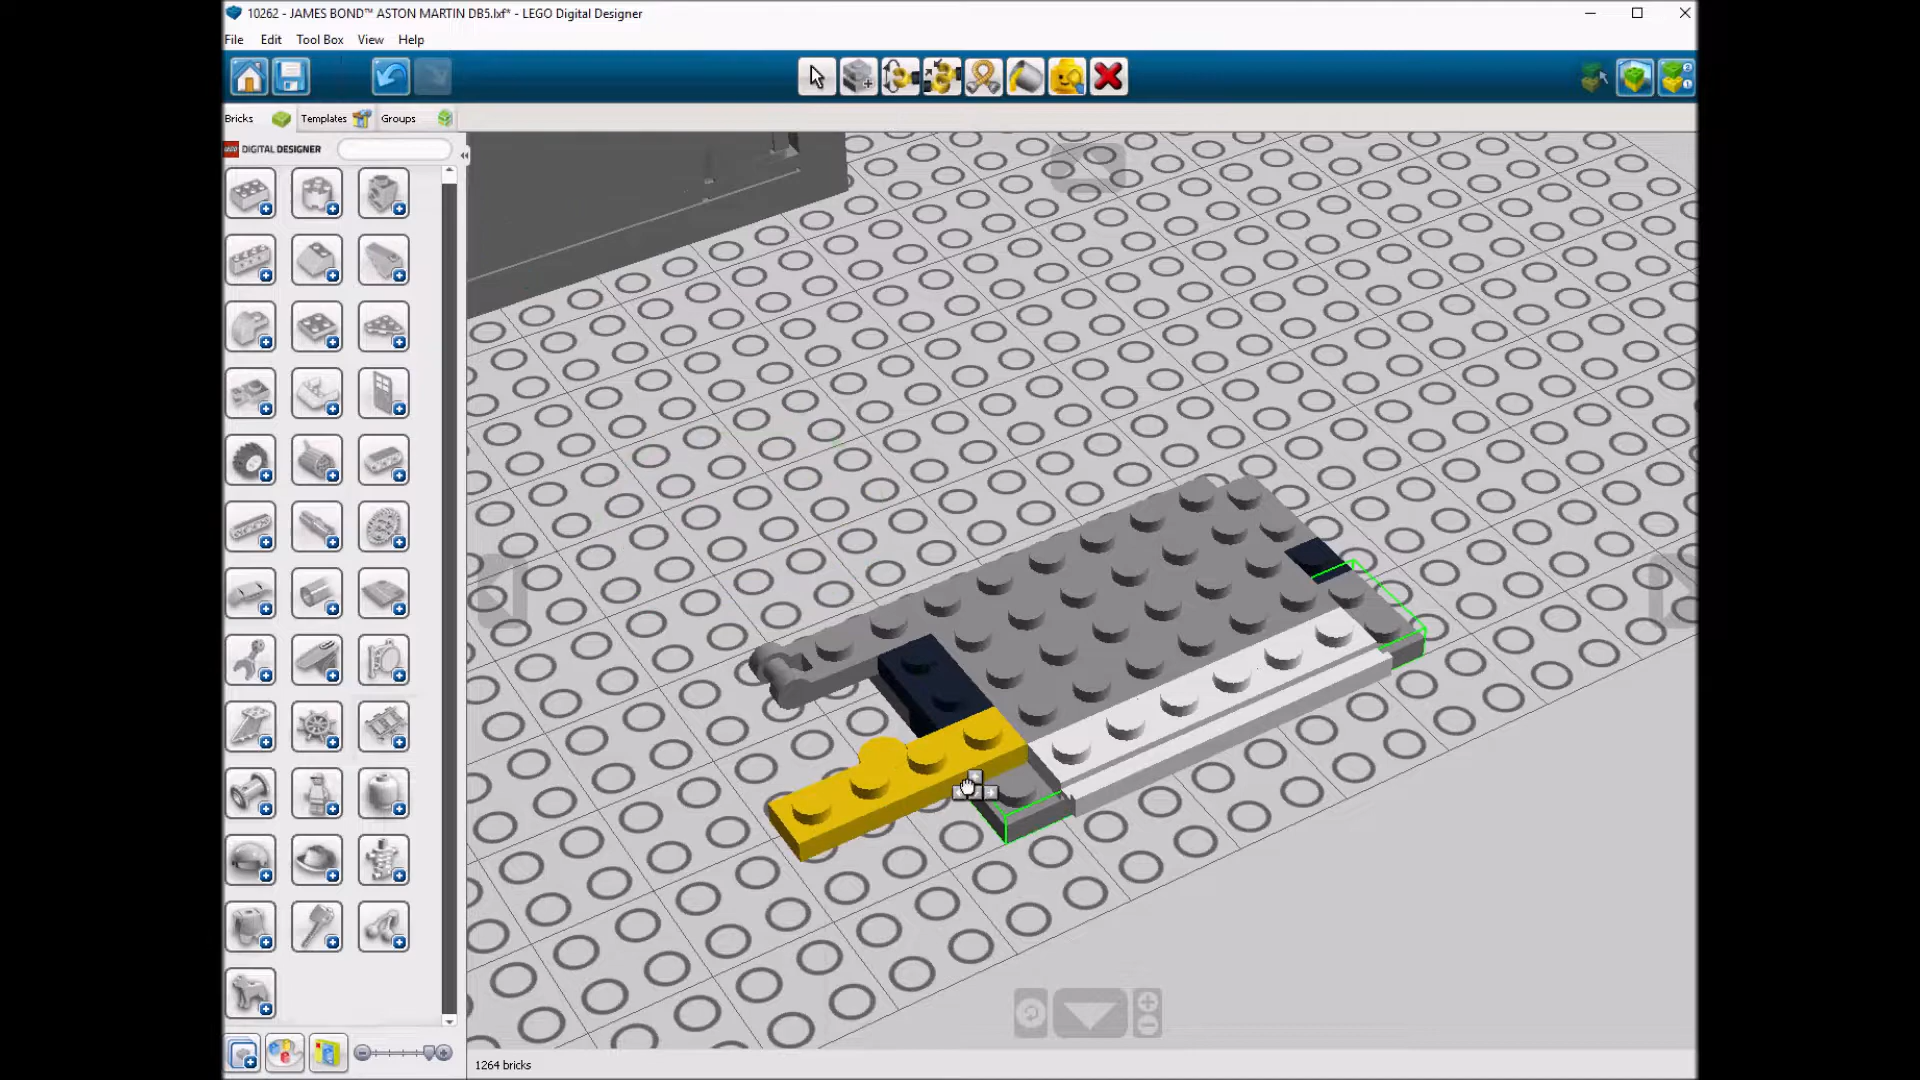 10262 - JAMES BOND™ ASTON MARTIN DB5.lxf* - LEGO Digital Designer
File Edit Tool Box View Help
Bricks Templates Groups
LEGO DIGITAL DESIGNER
1264 bricks